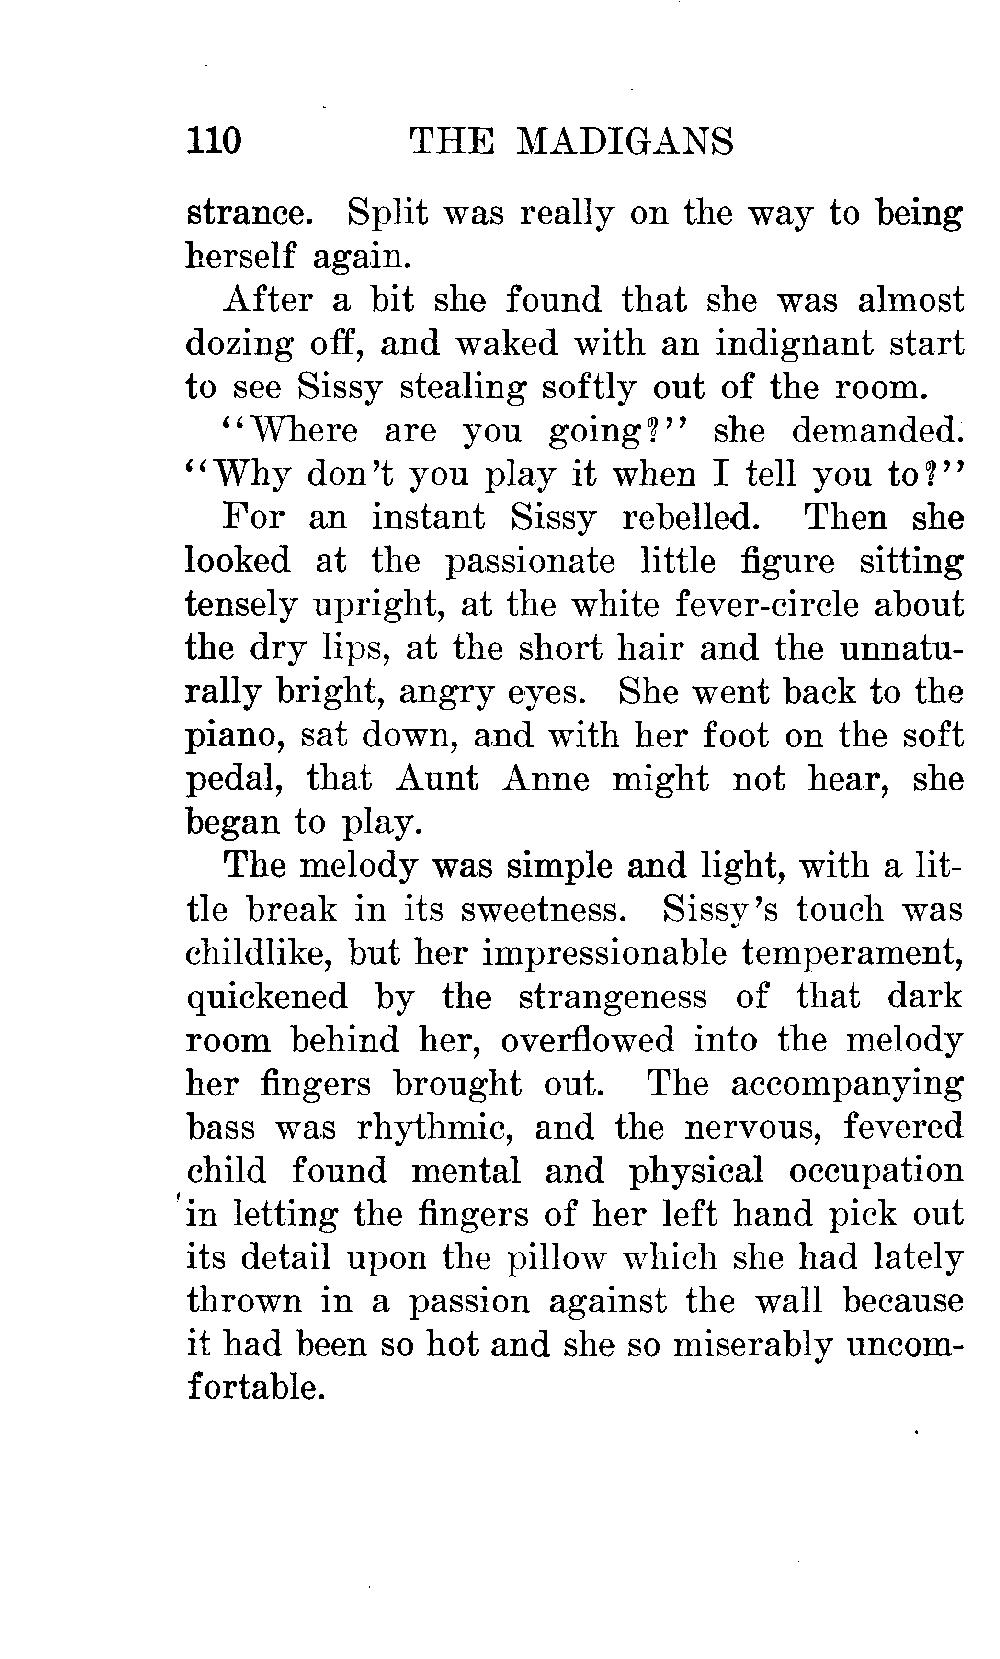 110 THE MADIGANS
strance. Split was really on the way to being
herself again.
After a bit she found that she was almost
dozing off, and waked with an indignant start
to see Sissy stealing softly out of the room.
"Where are you going?" she demanded.
"Why don't you play it when I tell you to?"
For an instant Sissy rebelled. Then she
looked at the passionate little figure sitting
tensely upright, at the white fever-circle about
the dry lips, at the short hair and the unnatu-
rally bright, angry eyes. She went back to the
piano, sat down, and with her foot on the soft
pedal, that Aunt Anne might not hear, she
began to play.
The melody was simple and light, with a lit-
tle break in its sweetness. Sissy's touch was
childlike, but her impressionable temperament,
quickened by the strangeness of that dark
room behind her, overflowed into the melody
her fingers brought out. The accompanying
bass was rhythmic, and the nervous, fevered
child found mental and physical occupation
in letting the fingers of her left hand pick out
its detail upon the pillow which she had lately
thrown in a passion against the wall because
it had been so hot and she so miserably uncom-
fortable.